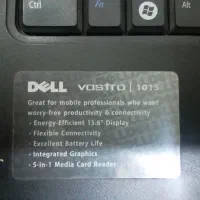 Ctrl Fn Alt
DELL VOSTRO | 1015
Great for mobile professionals who want
worry-free productivity & connectivity
- Energy-Efficient 15.6" Display
- Flexible Connectivity
- Excellent Battery Life
- Integrated Graphics
- 5-in-1 Media Card Reader